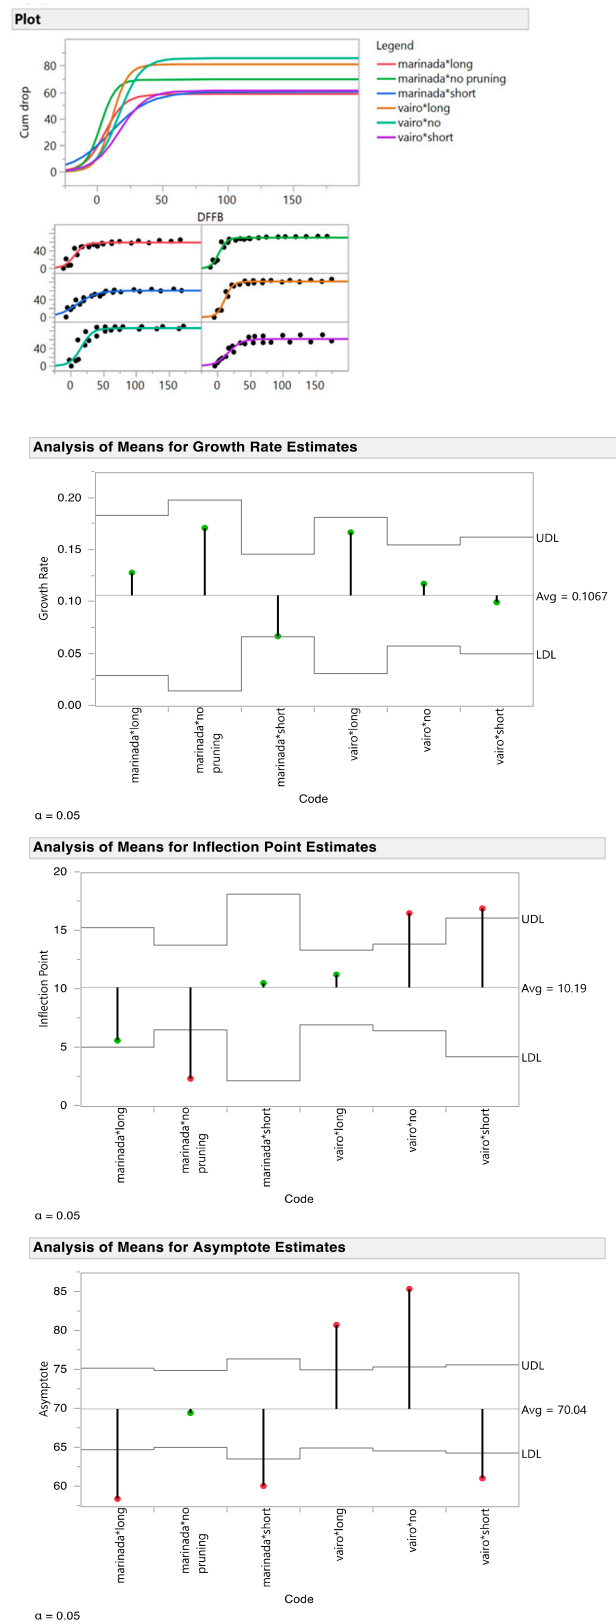 Plot
Legend
marinada*long
marinada*no pruning
marinada*short
vairo*long
vairo*no
vairo*short
Cum drop
80
60
40
20
0
0
50
100
150
DFFB
40
0
40
0
40
0
0 50 100 150
0 50 100 150
Analysis of Means for Growth Rate Estimates
Growth Rate
0.20
0.15
0.10
0.05
0.00
UDL
Avg = 0.1067
LDL
marinada*long
marinada*no
pruning
marinada*short
vairo*long
vairo*no
vairo*short
Code
α = 0.05
Analysis of Means for Inflection Point Estimates
Inflection Point
20
15
10
5
0
UDL
Avg = 10.19
LDL
marinada*long
marinada*no
pruning
marinada*short
vairo*long
vairo*no
vairo*short
Code
α = 0.05
Analysis of Means for Asymptote Estimates
Asymptote
85
80
75
70
65
60
UDL
Avg = 70.04
LDL
marinada*long
marinada*no
pruning
marinada*short
vairo*long
vairo*no
vairo*short
Code
α = 0.05